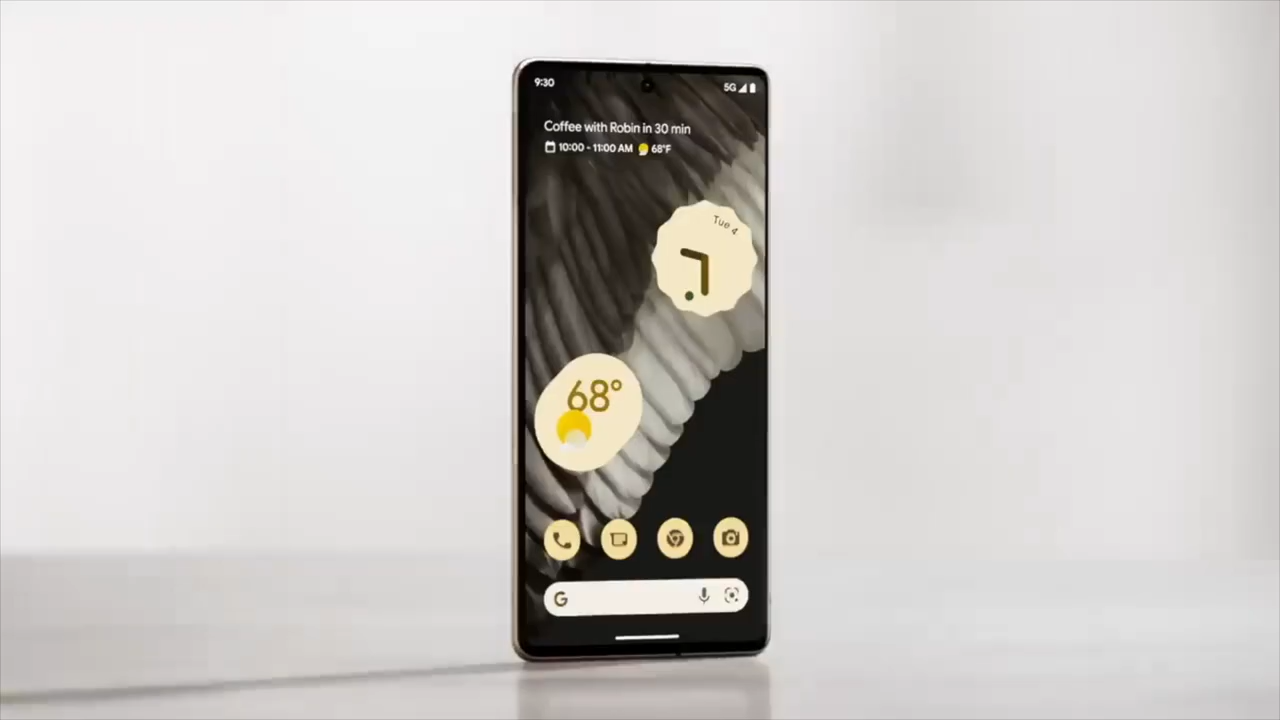 9:30
5G
Coffee with Robin in 30 min
10:00 - 11:00 AM 68°F
Tue 4
68°
G